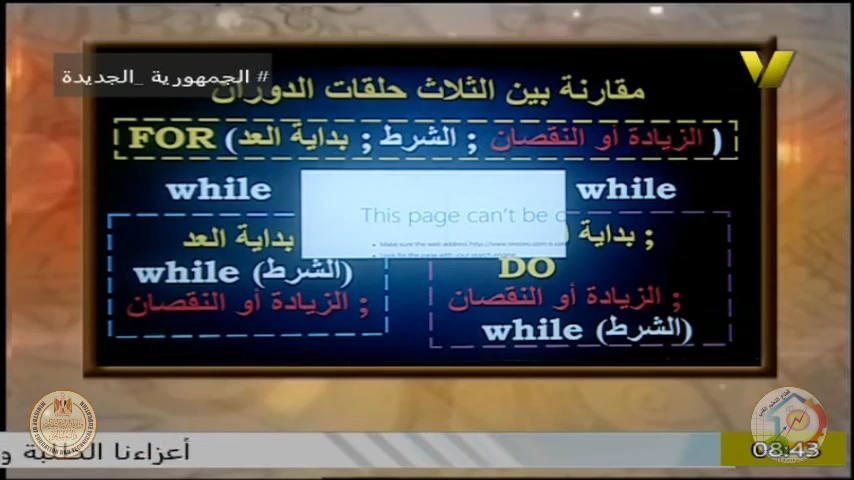 # الجمهورية _الجديدة
مقارنة بين الثلاث حلقات الدوران
FOR (بداية العد ; الشرط ; الزيادة أو النقصان )
while
while
This page can't be
بداية العد
while (الشرط)
الزيادة أو النقصان ;
بداية
;
DO
الزيادة أو النقصان ;
while (الشرط)
أعزاءنا
08:43